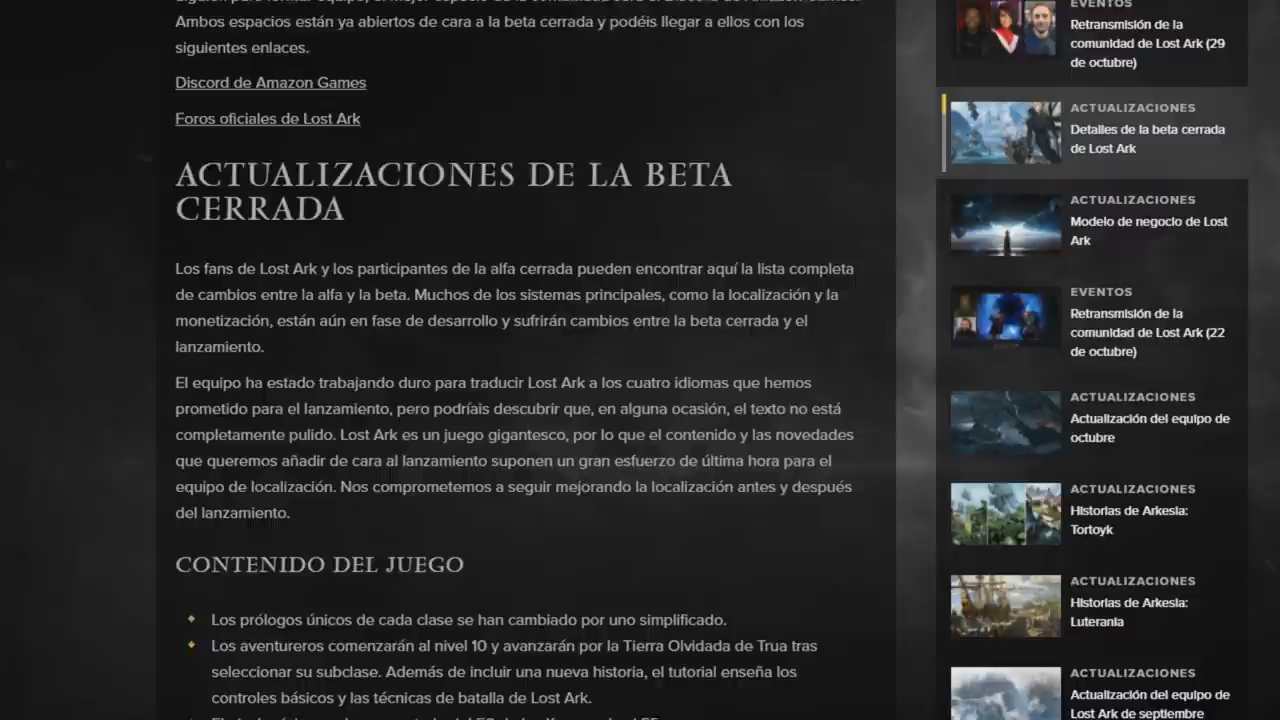 Ambos espacios están ya abiertos de cara a la beta cerrada y podéis llegar a ellos con los
siguientes enlaces.
Discord de Amazon Games
Foros oficiales de Lost Ark
ACTUALIZACIONES DE LA BETA
CERRADA
Los fans de Lost Ark y los participantes de la alfa cerrada pueden encontrar aquí la lista completa
de cambios entre la alfa y la beta. Muchos de los sistemas principales, como la localización y la
monetización, están aún en fase de desarrollo y sufrirán cambios entre la beta cerrada y el
lanzamiento.
El equipo ha estado trabajando duro para traducir Lost Ark a los cuatro idiomas que hemos
prometido para el lanzamiento, pero podríais descubrir que, en alguna ocasión, el texto no está
completamente pulido. Lost Ark es un juego gigantesco, por lo que el contenido y las novedades
que queremos añadir de cara al lanzamiento suponen un gran esfuerzo de última hora para el
equipo de localización. Nos comprometemos a seguir mejorando la localización antes y después
del lanzamiento.
CONTENIDO DEL JUEGO
Los prólogos únicos de cada clase se han cambiado por uno simplificado.
Los aventureros comenzarán al nivel 10 y avanzarán por la Tierra Olvidada de Trua tras
seleccionar su subclase. Además de incluir una nueva historia, el tutorial enseña los
controles básicos y las técnicas de batalla de Lost Ark.
EVENTOS
Retransmisión de la
comunidad de Lost Ark (29
de octubre)
ACTUALIZACIONES
Detalles de la beta cerrada
de Lost Ark
ACTUALIZACIONES
Modelo de negocio de Lost
Ark
EVENTOS
Retransmisión de la
comunidad de Lost Ark (22
de octubre)
ACTUALIZACIONES
Actualización del equipo de
octubre
ACTUALIZACIONES
Historias de Arkesia:
Tortoyk
ACTUALIZACIONES
Historias de Arkesia:
Luterania
ACTUALIZACIONES
Actualización del equipo de
Lost Ark de septiembre